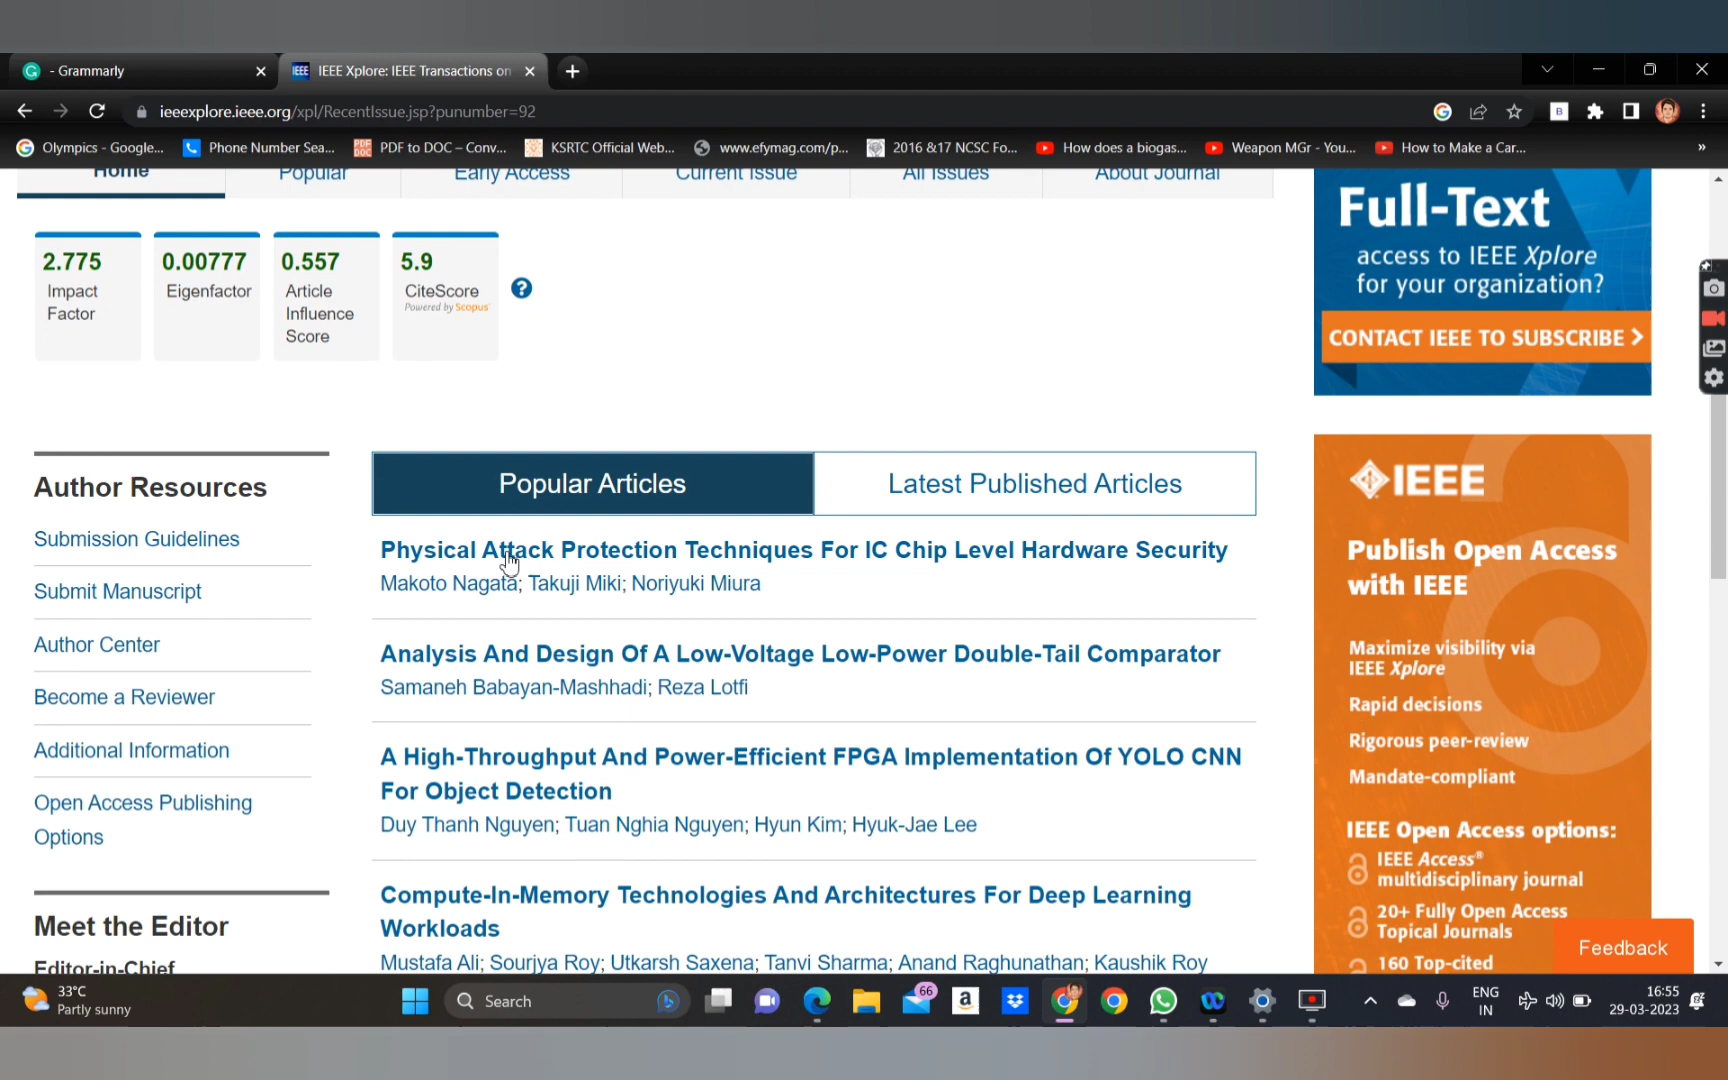 - Grammarly
IEEE
IEEE Xplore: IEEE Transactions on
ieeexplore.ieee.org/xpl/RecentIssue.jsp?punumber=92
Olympics - Google...
Phone Number Sea...
PDF to DOC – Conv...
KSRTC Official Web...
www.efymag.com/p...
2016 &17 NCSC Fo...
How does a biogas...
Weapon MGr - You...
How to Make a Car...
Home
Popular
Early Access
Current Issue
All Issues
About Journal
2.775
Impact
Factor
0.00777
Eigenfactor
0.557
Article
Influence
Score
5.9
CiteScore
Powered by Scopus
Full-Text
access to IEEE Xplore
for your organization?
CONTACT IEEE TO SUBSCRIBE
Author Resources
Submission Guidelines
Submit Manuscript
Author Center
Become a Reviewer
Additional Information
Open Access Publishing
Options
Meet the Editor
Editor-in-Chief
Popular Articles
Latest Published Articles
Physical Attack Protection Techniques For IC Chip Level Hardware Security
Makoto Nagata; Takuji Miki; Noriyuki Miura
Analysis And Design Of A Low-Voltage Low-Power Double-Tail Comparator
Samaneh Babayan-Mashhadi; Reza Lotfi
A High-Throughput And Power-Efficient FPGA Implementation Of YOLO CNN
For Object Detection
Duy Thanh Nguyen; Tuan Nghia Nguyen; Hyun Kim; Hyuk-Jae Lee
Compute-In-Memory Technologies And Architectures For Deep Learning
Workloads
Mustafa Ali; Sourjya Roy; Utkarsh Saxena; Tanvi Sharma; Anand Raghunathan; Kaushik Roy
IEEE
Publish Open Access
with IEEE
Maximize visibility via
IEEE Xplore
Rapid decisions
Rigorous peer-review
Mandate-compliant
IEEE Open Access options:
IEEE Access®
multidisciplinary journal
20+ Fully Open Access
Topical Journals
160 Top-cited
Feedback
33°C
Partly sunny
Search
66
ENG
IN
16:55
29-03-2023